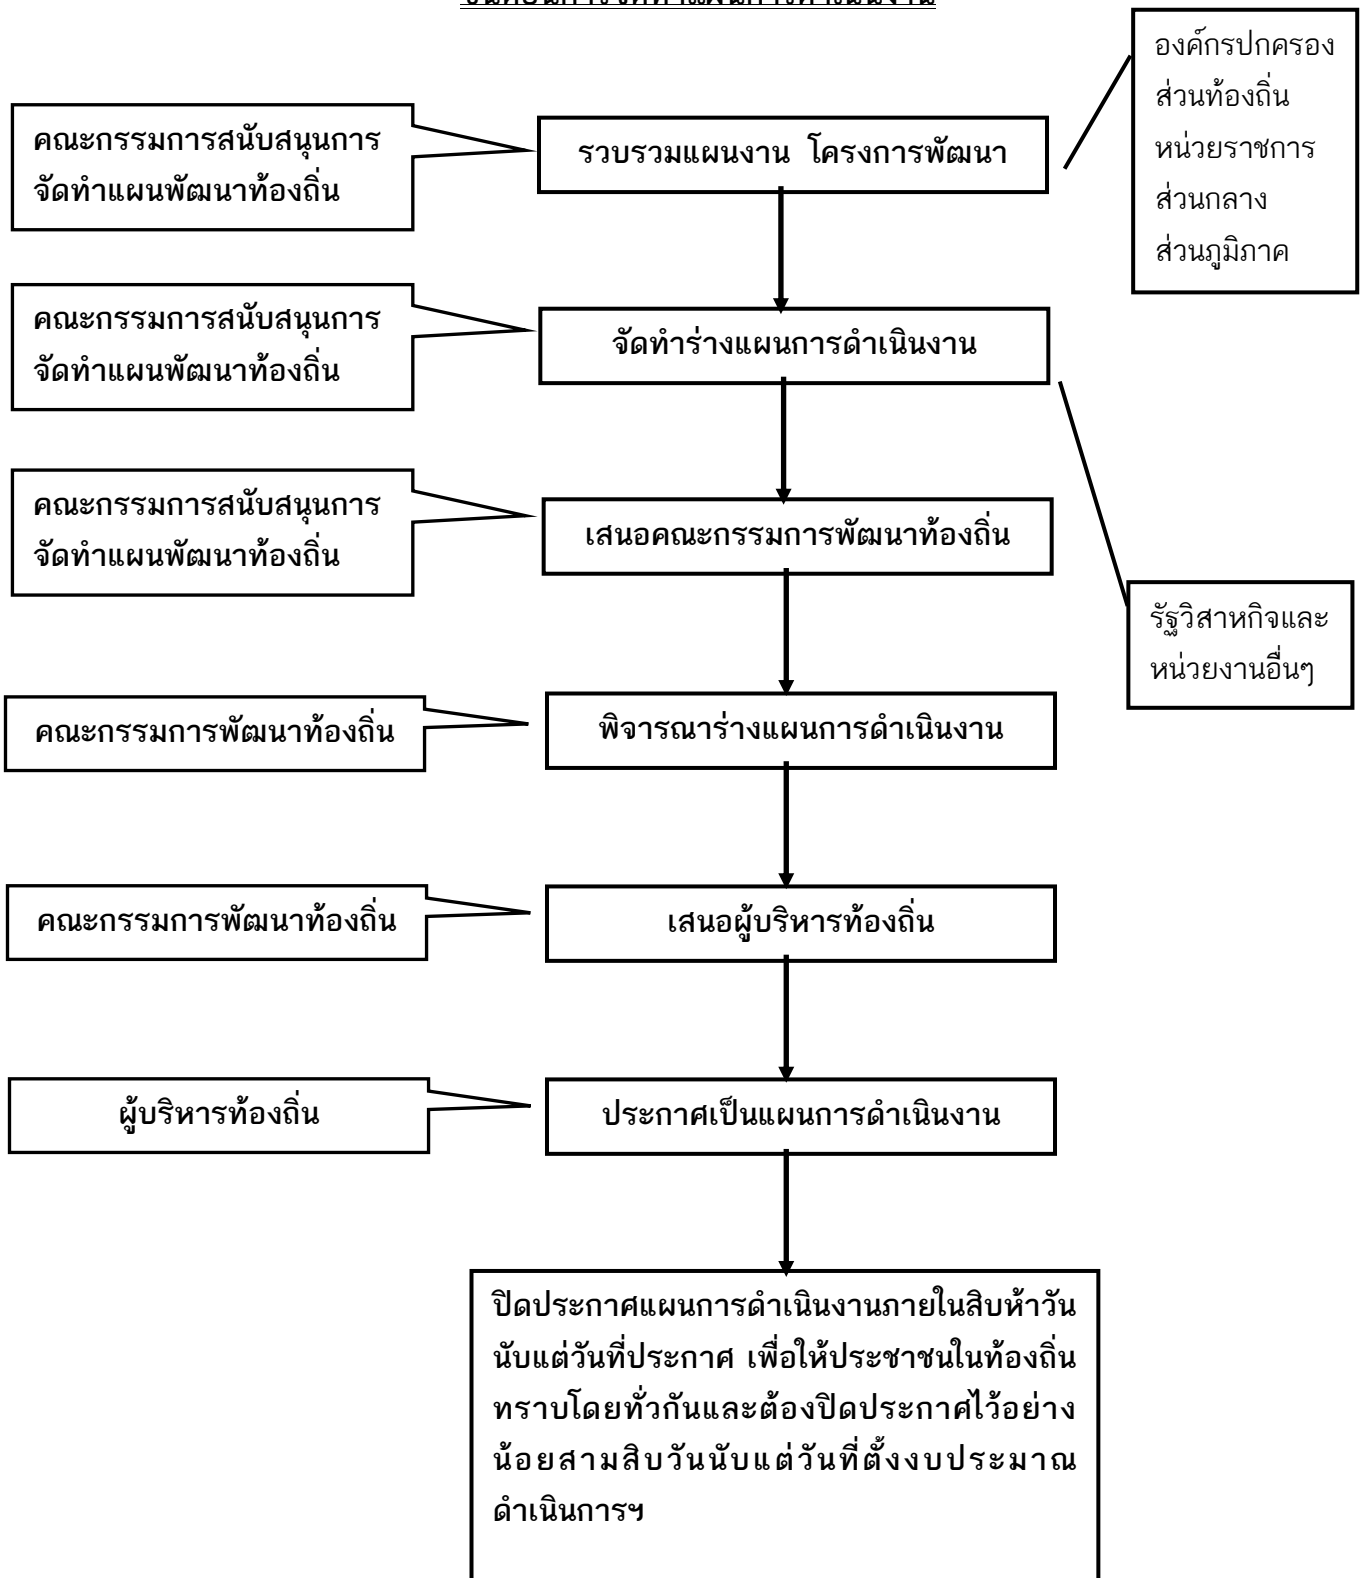 องค์กรปกครอง
ส่วนท้องถิ่น
หน่วยราชการ
ส่วนกลาง
ส่วนภูมิภาค
คณะกรรมการสนับสนุนการ
จัดทำแผนพัฒนาท้องถิ่น
รวบรวมแผนงาน โครงการพัฒนา
คณะกรรมการสนับสนุนการ
จัดทำแผนพัฒนาท้องถิ่น
จัดทำร่างแผนการดำเนินงาน
คณะกรรมการสนับสนุนการ
จัดทำแผนพัฒนาท้องถิ่น
เสนอคณะกรรมการพัฒนาท้องถิ่น
รัฐวิสาหกิจและ
หน่วยงานอื่นๆ
คณะกรรมการพัฒนาท้องถิ่น
พิจารณาร่างแผนการดำเนินงาน
คณะกรรมการพัฒนาท้องถิ่น
เสนอผู้บริหารท้องถิ่น
ผู้บริหารท้องถิ่น
ประกาศเป็นแผนการดำเนินงาน
ปิดประกาศแผนการดำเนินงานภายในสิบห้าวัน
นับแต่วันที่ประกาศ เพื่อให้ประชาชนในท้องถิ่น
ทราบโดยทั่วกันและต้องปิดประกาศไว้อย่าง
น้อยสามสิบวันนับแต่วันที่ตั้งงบประมาณ
ดำเนินการฯ